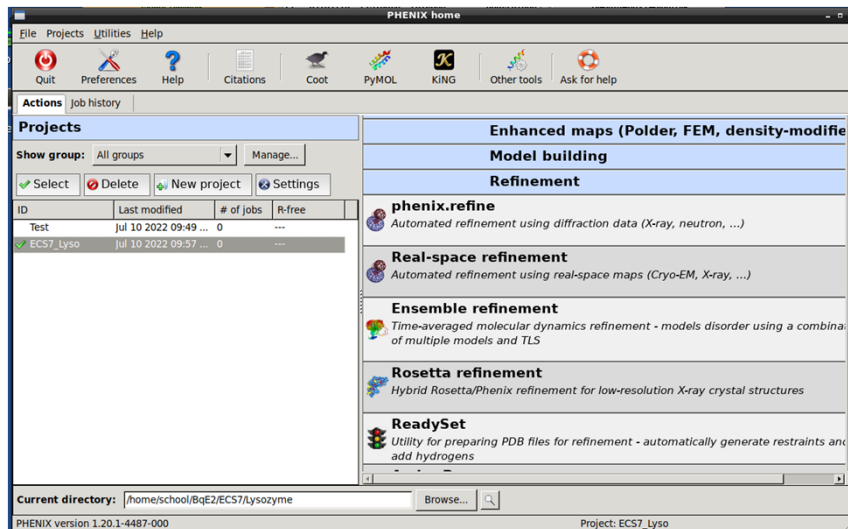 PHENIX home
File Projects Utilities Help
Quit Preferences Help Citations Coot PyMOL KiNG Other tools Ask for help
Actions Job history
Projects
Show group: All groups Manage...
Select Delete New project Settings
ID Last modified # of jobs R-free
Test Jul 10 2022 09:49 ... 0 ---
ECS7_Lyso Jul 10 2022 09:57 ... 0 ---
Enhanced maps (Polder, FEM, density-modifie
Model building
Refinement
phenix.refine
Automated refinement using diffraction data (X-ray, neutron, ...)
Real-space refinement
Automated refinement using real-space maps (Cryo-EM, X-ray, ...)
Ensemble refinement
Time-averaged molecular dynamics refinement - models disorder using a combina
of multiple models and TLS
Rosetta refinement
Hybrid Rosetta/Phenix refinement for low-resolution X-ray crystal structures
ReadySet
Utility for preparing PDB files for refinement - automatically generate restraints and
add hydrogens
Current directory: /home/school/BqE2/ECS7/Lysozyme Browse...
PHENIX version 1.20.1-4487-000 Project: ECS7_Lyso